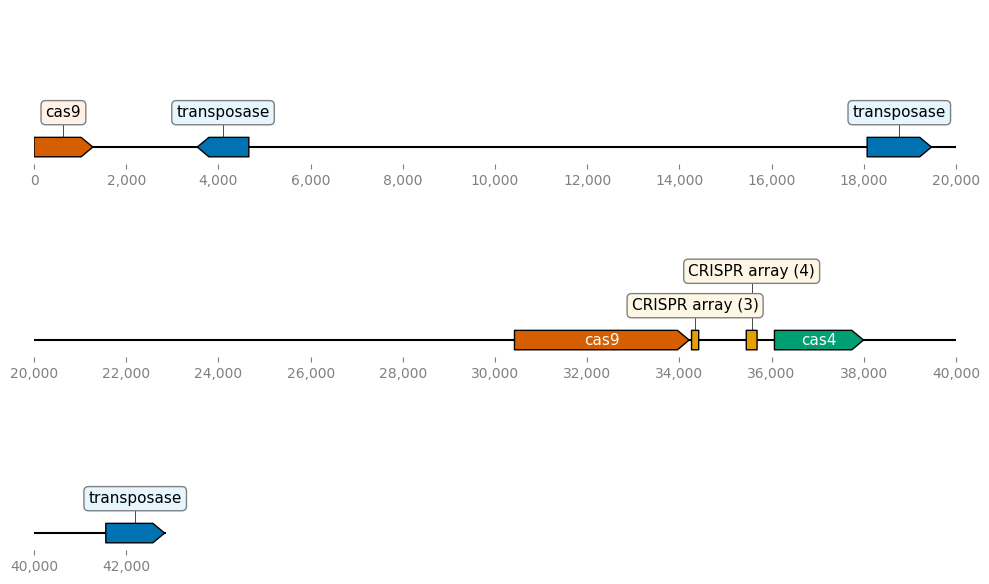 cas9 transposase transposase
0 2,000 4,000 6,000 8,000 10,000 12,000 14,000 16,000 18,000 20,000
CRISPR array (4)
CRISPR array (3)
cas9 cas4
20,000 22,000 24,000 26,000 28,000 30,000 32,000 34,000 36,000 38,000 40,000
transposase
40,000 42,000